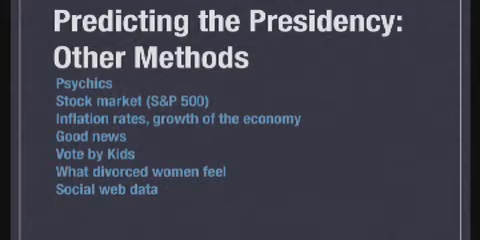 Predicting the Presidency:
Other Methods
Psychics
Stock market (S&P 500)
Inflation rates, growth of the economy
Good news
Vote by Kids
What divorced women feel
Social web data